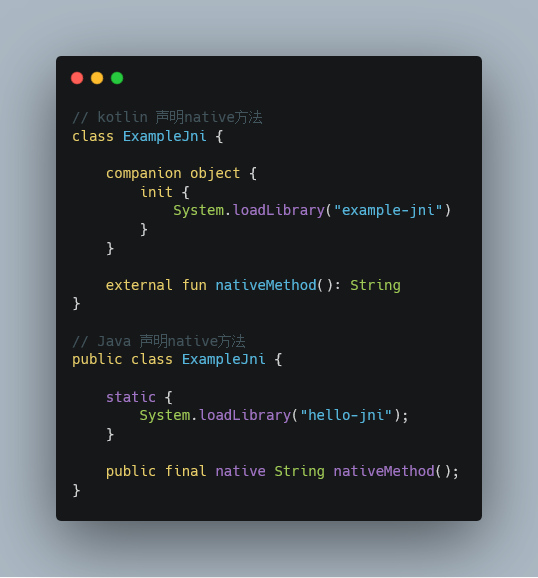 // kotlin 声明native方法
class ExampleJni {
companion object {
init {
System.loadLibrary("example-jni")
}
}
external fun nativeMethod(): String
}
// Java 声明native方法
public class ExampleJni {
static {
System.loadLibrary("hello-jni");
}
public final native String nativeMethod();
}